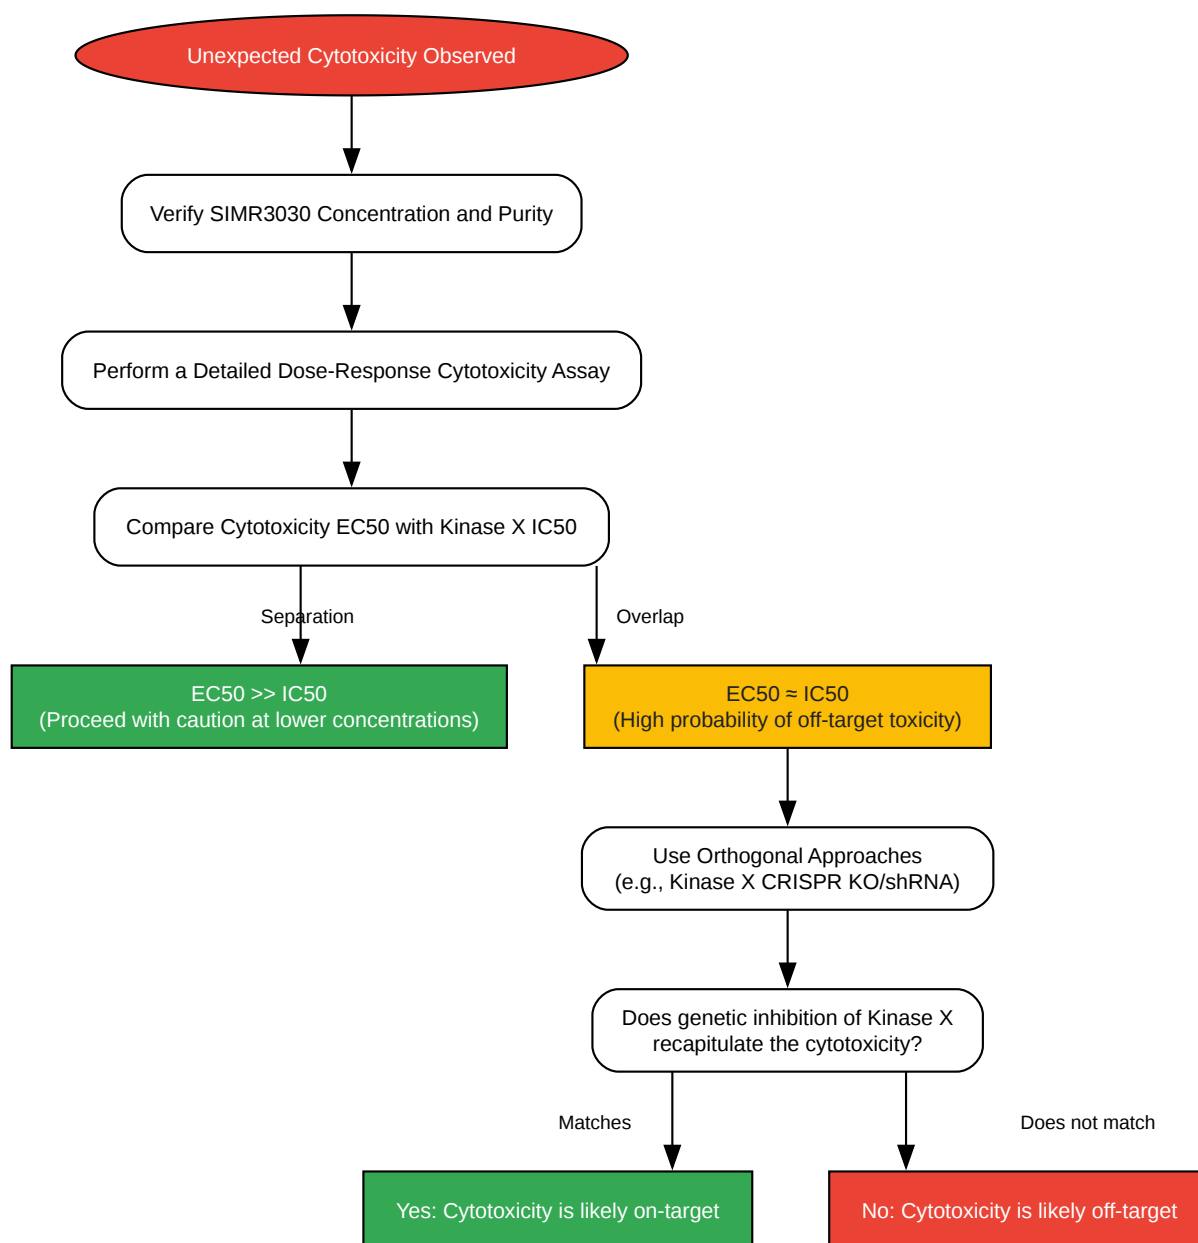 Unexpected Cytotoxicity Observed
Verify SIMR3030 Concentration and Purity
Perform a Detailed Dose-Response Cytotoxicity Assay
Compare Cytotoxicity EC50 with Kinase X IC50
Separation
Overlap
EC50 >> IC50
(Proceed with caution at lower concentrations)
EC50 ≈ IC50
(High probability of off-target toxicity)
Use Orthogonal Approaches
(e.g., Kinase X CRISPR KO/shRNA)
Does genetic inhibition of Kinase X
recapitulate the cytotoxicity?
Matches
Does not match
Yes: Cytotoxicity is likely on-target
No: Cytotoxicity is likely off-target